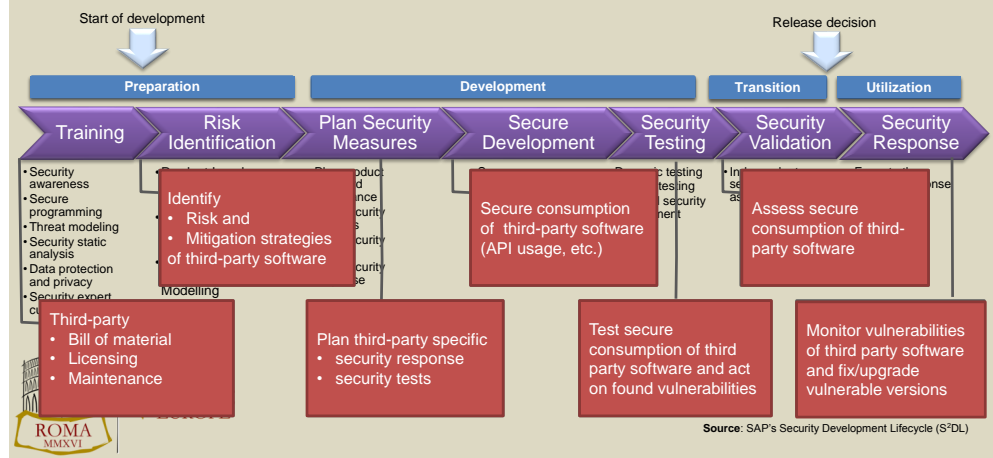 Start of development
Release decision
Preparation
Development
Transition
Utilization
Training
Risk
Identification
Plan Security
Measures
Secure
Development
Security
Testing
Security
Validation
Security
Response
• Security
awareness
• Secure
programming
• Threat modeling
• Security static
analysis
• Data protection
and privacy
• Security expert
Modelling
testing
testing
security
Identify
• Risk and
• Mitigation strategies
of third-party software
Secure consumption
of third-party software
(API usage, etc.)
Assess secure
consumption of third-
party software
Third-party
• Bill of material
• Licensing
• Maintenance
Plan third-party specific
• security response
• security tests
Test secure
consumption of third
party software and act
on found vulnerabilities
Monitor vulnerabilities
of third party software
and fix/upgrade
vulnerable versions
ROMA
MMXVI
Source: SAP's Security Development Lifecycle (S²DL)